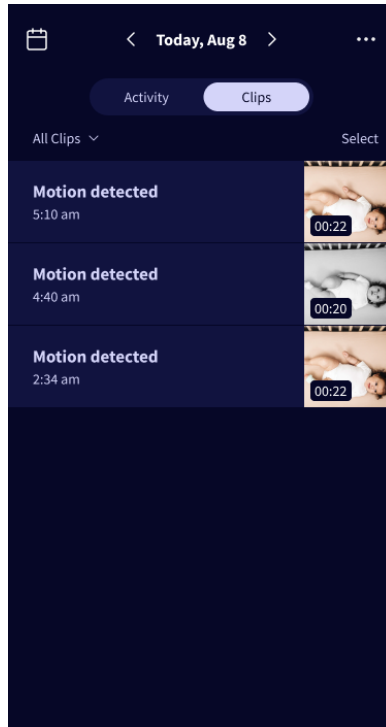 Today, Aug 8
Activity Clips
All Clips Select
Motion detected
5:10 am
00:22
Motion detected
4:40 am
00:20
Motion detected
2:34 am
00:22